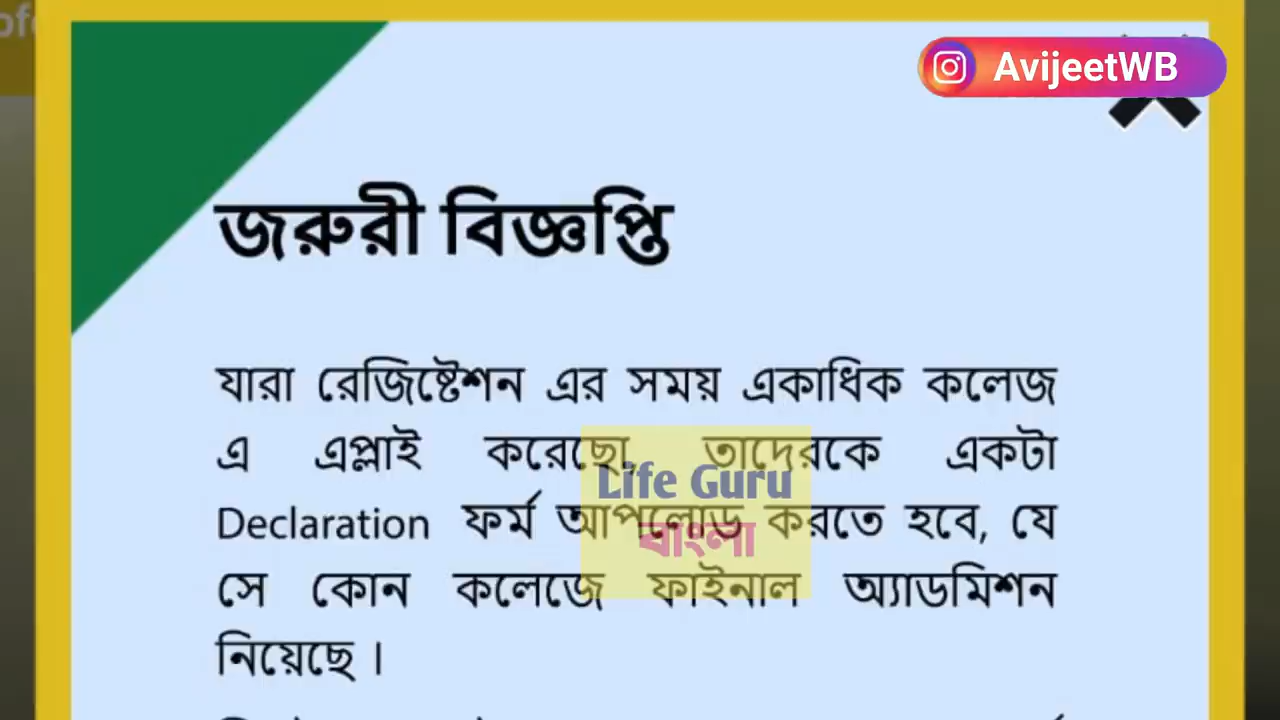 AvijeetWB
জরুরী বিজ্ঞপ্তি
যারা রেজিষ্টেশন এর সময় একাধিক কলেজ
এ এপ্লাই করেছো, তাদেরকে একটা
Life Guru
Declaration ফর্ম আপলোড করতে হবে, যে
বাংলা
সে কোন কলেজে ফাইনাল অ্যাডমিশন
নিয়েছে ।